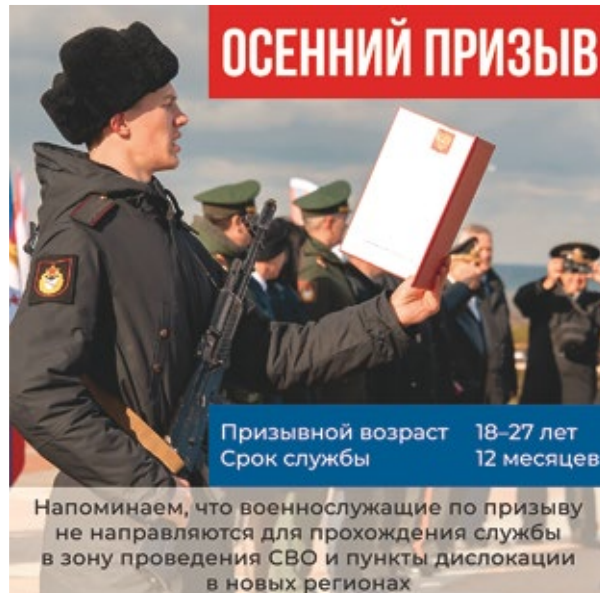 ОСЕННИЙ ПРИЗЫВ
Призывной возраст 18–27 лет
Срок службы 12 месяцев
Напоминаем, что военнослужащие по призыву
не направляются для прохождения службы
в зону проведения СВО и пункты дислокации
в новых регионах